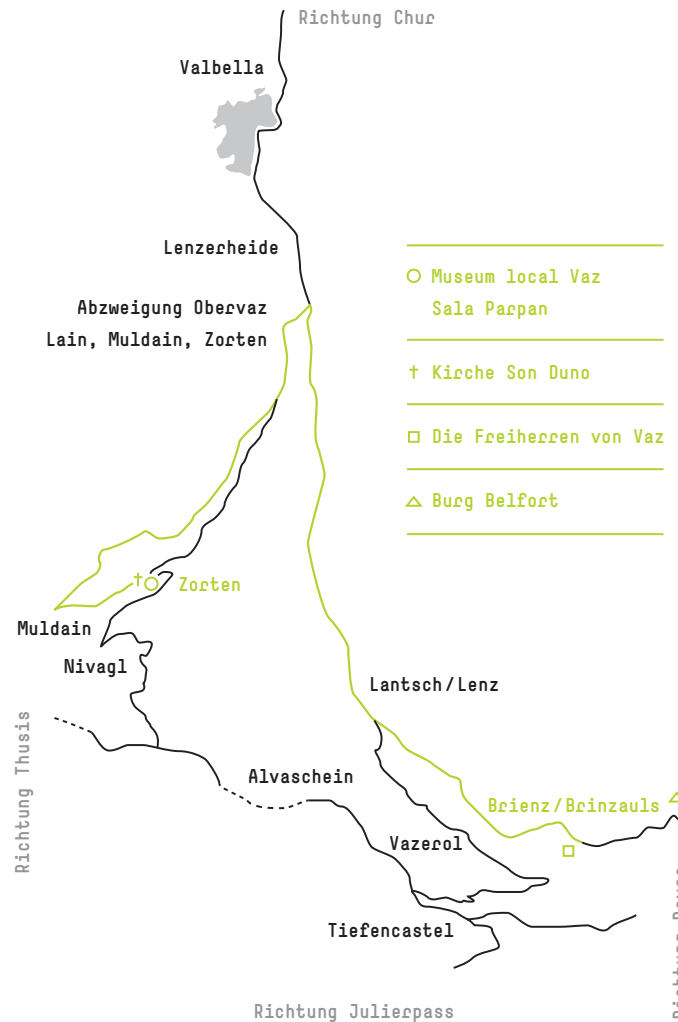 Richtung Chur
Valbella
Lenzerheide
Abzweigung Obervaz
Lain, Muldain, Zorten
Museum local Vaz
Sala Parpan
† Kirche Son Duno
Die Freiherren von Vaz
Burg Belfort
† Zorten
Muldain
Nivagl
Lantsch/Lenz
Richtung Thusis
Alvaschein
Brienz/Brinzauls
Vazerol
Tiefencastel
Richtung Julierpass
Richtung